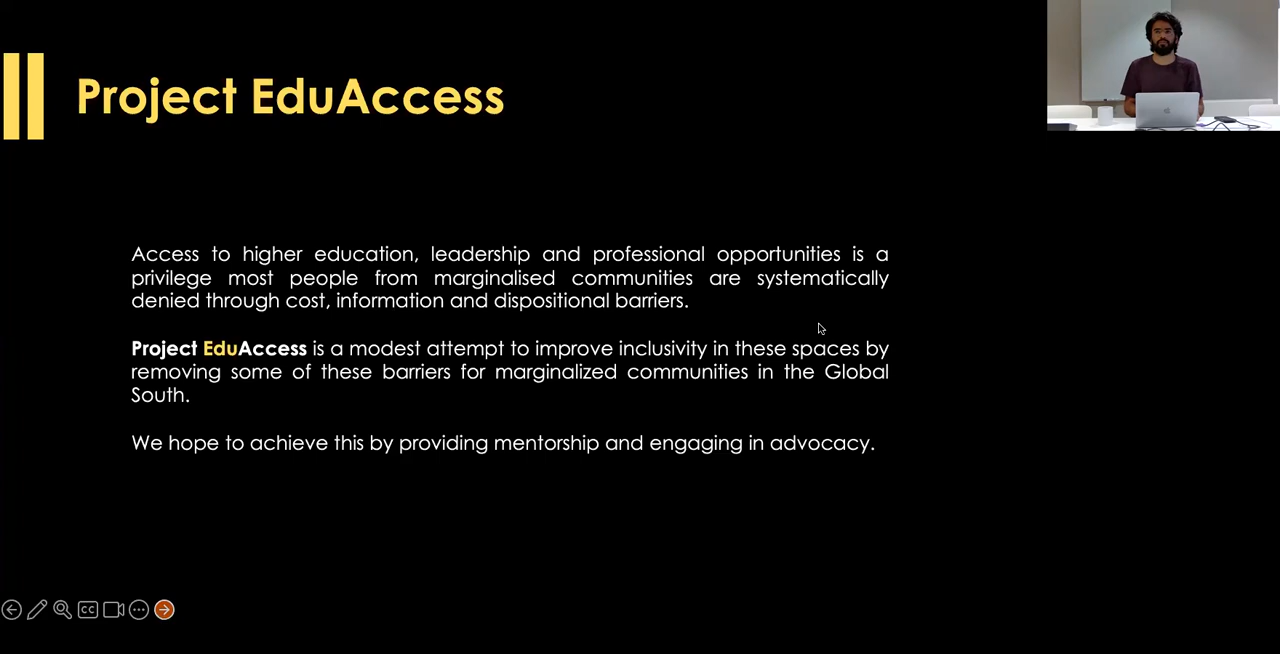 Project EduAccess
Access to higher education, leadership and professional opportunities is a
privilege most people from marginalised communities are systematically
denied through cost, information and dispositional barriers.
Project EduAccess is a modest attempt to improve inclusivity in these spaces by
removing some of these barriers for marginalized communities in the Global
South.
We hope to achieve this by providing mentorship and engaging in advocacy.
CC